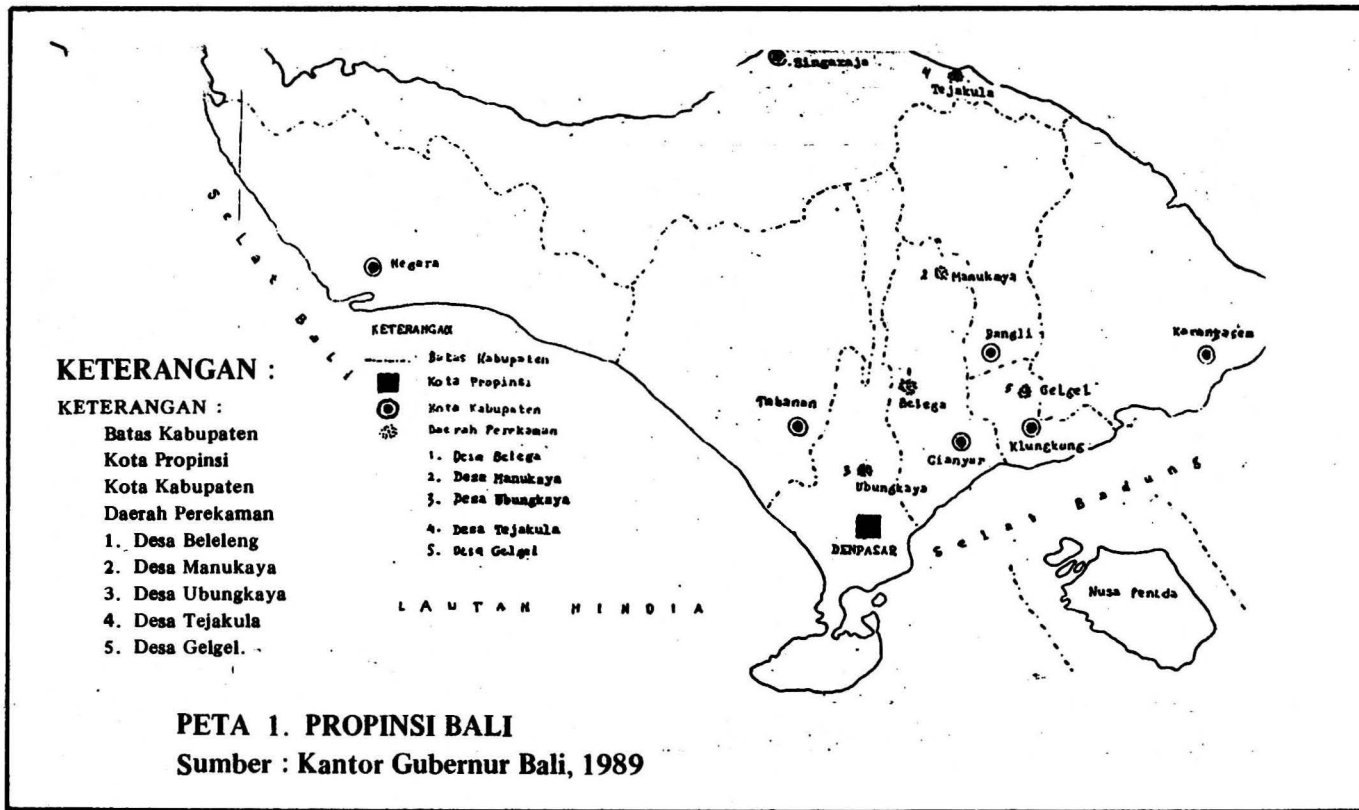 Singaraja
4
Tejakula
Selat Bali
Negara
2 Manukaya
Bangli
Karangasem
5 Gelgel
Belega
Tabanan
Klungkung
Gianyar
3
Ubungkaya
DENPASAR
Selat Badung
Nusa Penida
LAUTAN HINDIA
KETERANGAN
Batas Kabupaten
Kota Propinsi
Kota Kabupaten
Daerah Perekaman
1. Desa Belega
2. Desa Manukaya
3. Desa Ubungkaya
4. Desa Tejakula
5. Desa Gelgel
KETERANGAN :
KETERANGAN :
Batas Kabupaten
Kota Propinsi
Kota Kabupaten
Daerah Perekaman
1. Desa Beleleng
2. Desa Manukaya
3. Desa Ubungkaya
4. Desa Tejakula
5. Desa Gelgel.
PETA 1. PROPINSI BALI
Sumber : Kantor Gubernur Bali, 1989